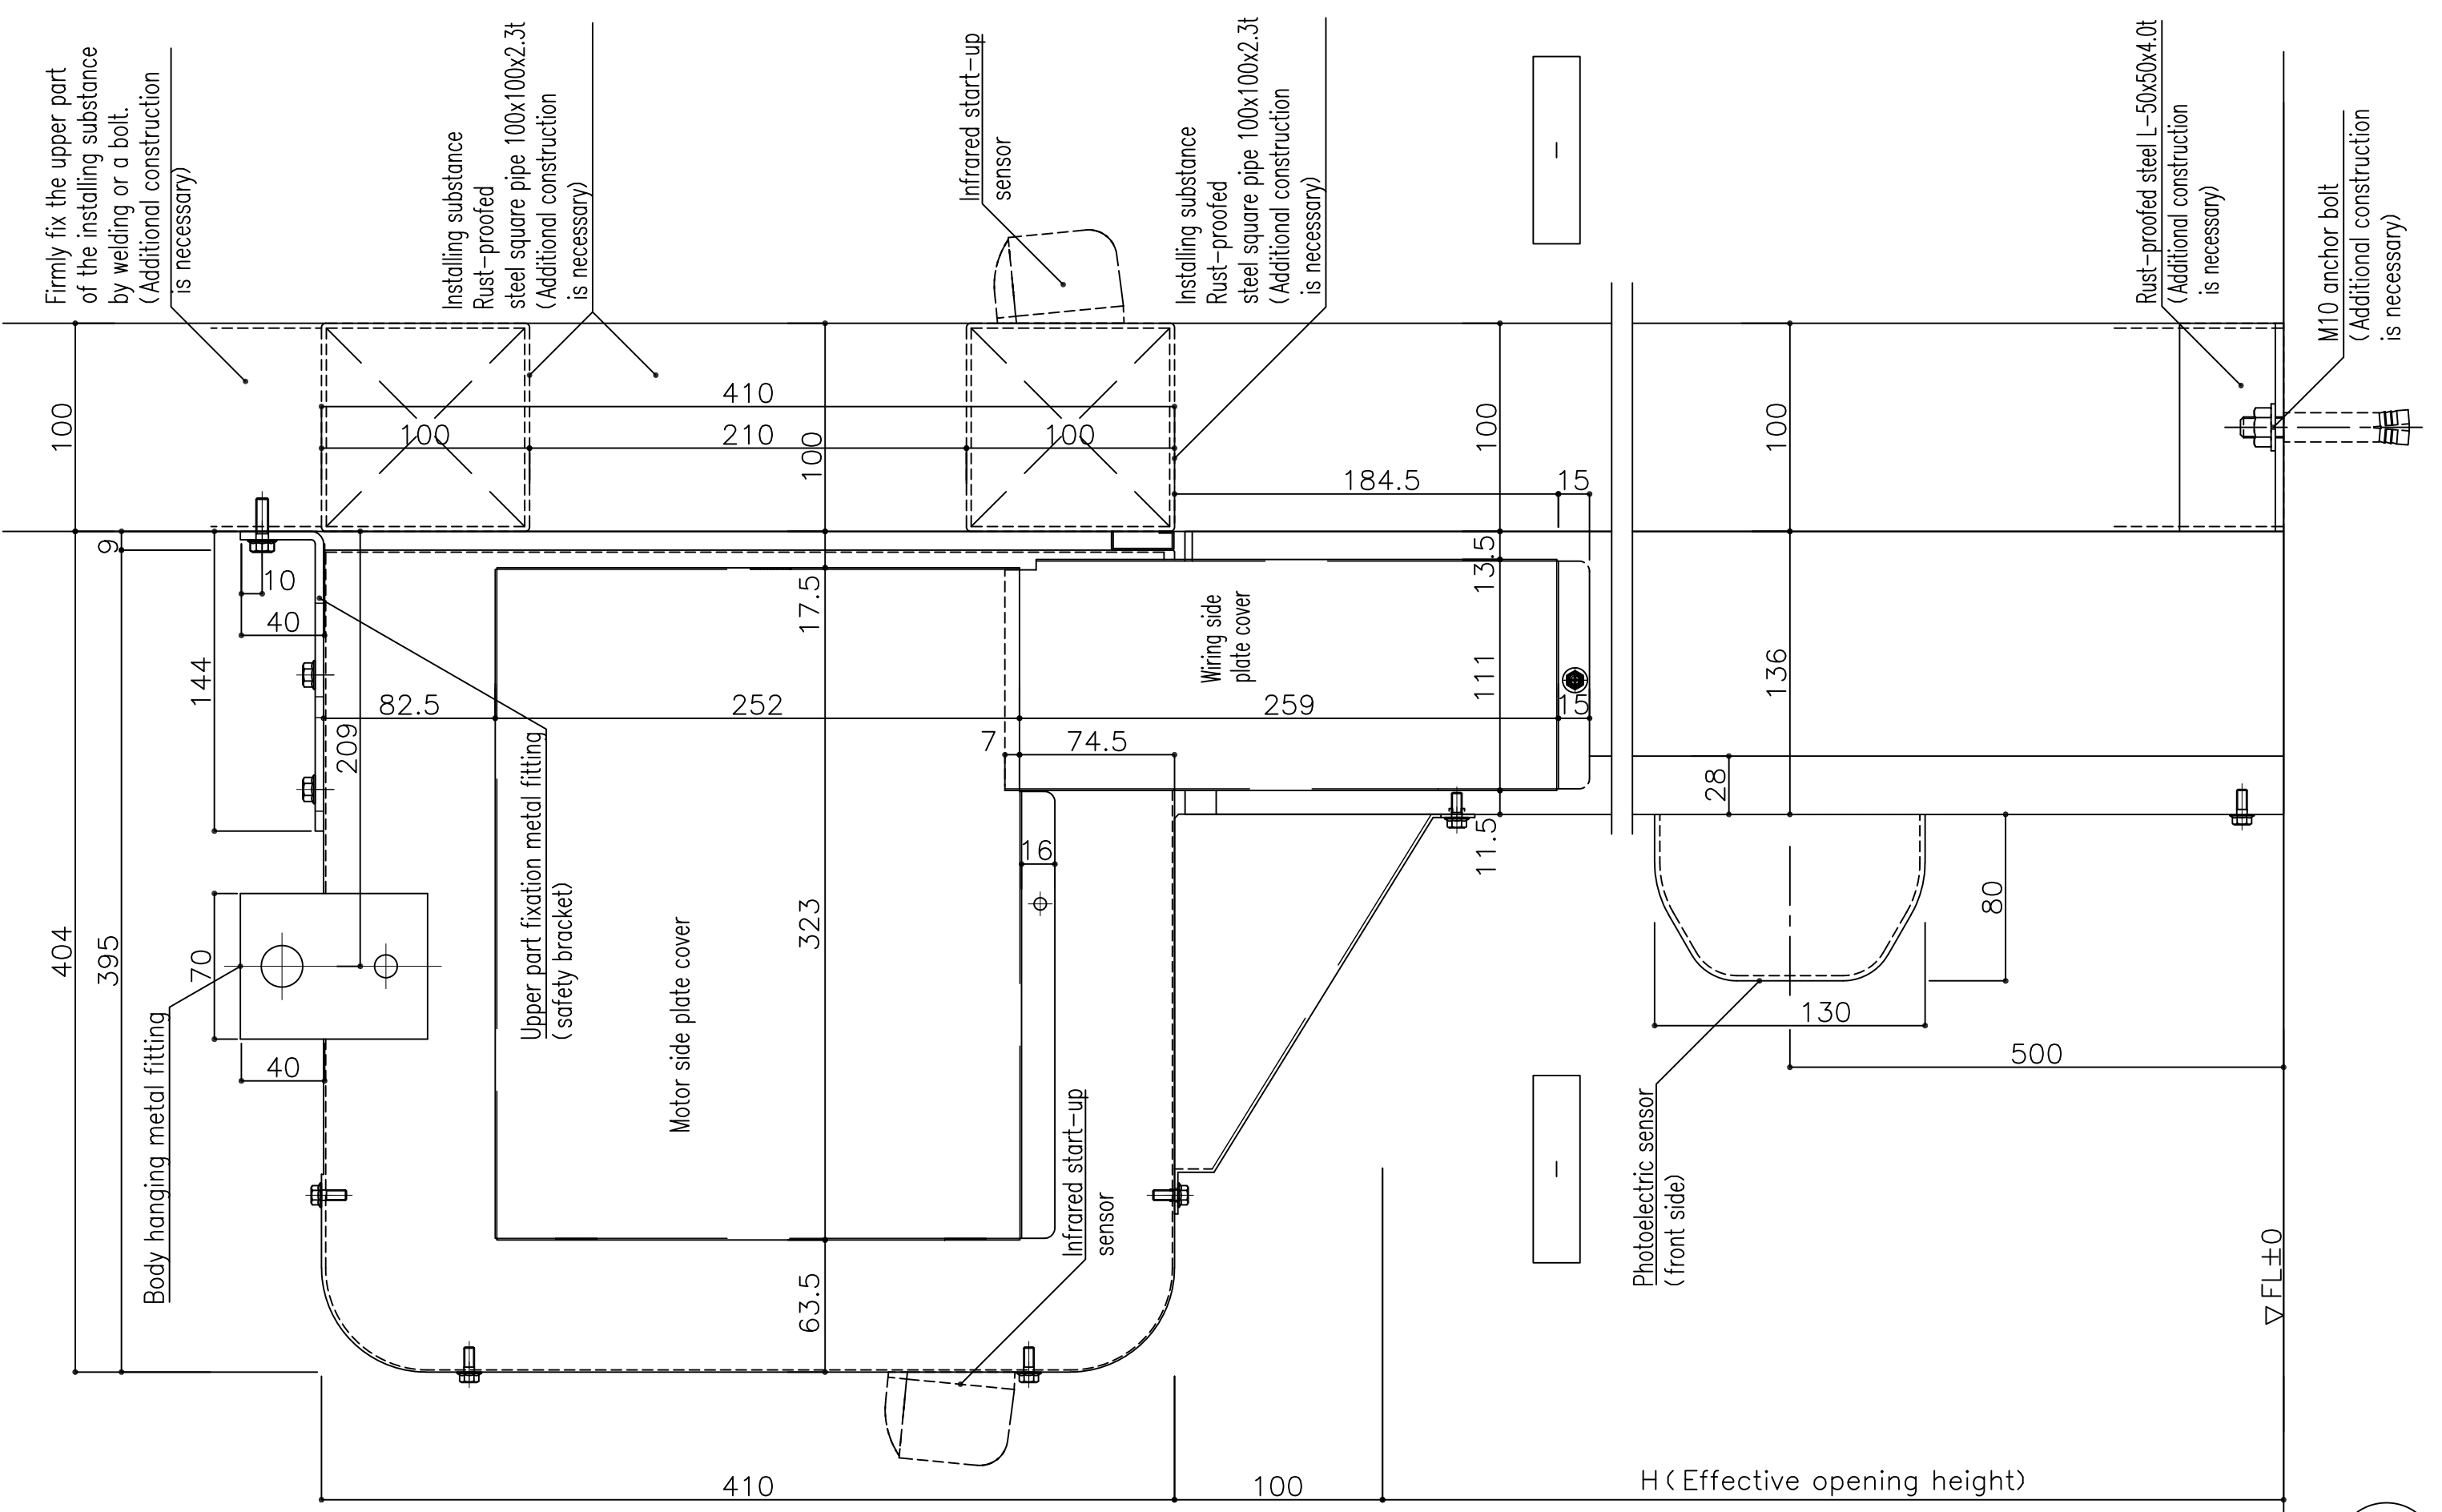 Firmly fix the upper part
of the installing substance
by welding or a bolt.
(Additional construction
is necessary)
Installing substance
Rust-proofed
steel square pipe 100x100x2.3t
(Additional construction
is necessary)
Infrared start-up
sensor
Installing substance
Rust-proofed
steel square pipe 100x100x2.3t
(Additional construction
is necessary)
Rust-proofed steel L-50x50x4.0t
(Additional construction
is necessary)
M10 anchor bolt
(Additional construction
is necessary)
100
410
100
210
100
100
100
100
184.5
15
9
10
40
144
17.5
13.5
Wiring side
plate cover
111
136
82.5
252
259
15
209
7
74.5
28
Upper part fixation metal fitting
(safety bracket)
16
11.5
80
404
395
70
323
Motor side plate cover
130
40
500
Body hanging metal fitting
Infrared start-up
sensor
Photoelectric sensor
(front side)
63.5
▽FL±0
410
100
H(Effective opening height)